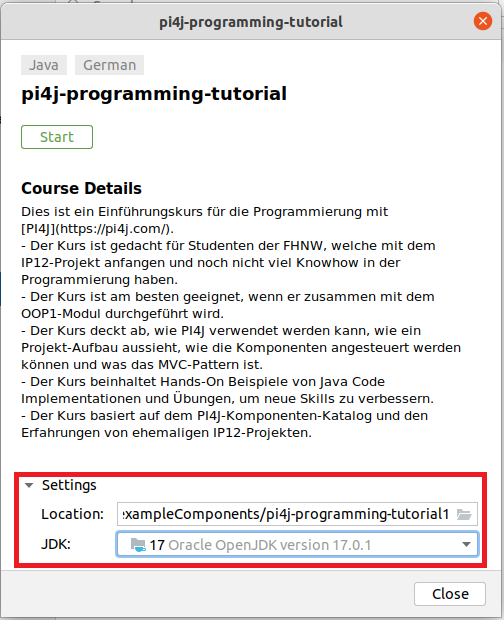 pi4j-programming-tutorial
Java German
pi4j-programming-tutorial
Start
Course Details
Dies ist ein Einführungskurs für die Programmierung mit
[PI4J](https://pi4j.com/).
- Der Kurs ist gedacht für Studenten der FHNW, welche mit dem
IP12-Projekt anfangen und noch nicht viel Knowhow in der
Programmierung haben.
- Der Kurs ist am besten geeignet, wenn er zusammen mit dem
OOP1-Modul durchgeführt wird.
- Der Kurs deckt ab, wie PI4J verwendet werden kann, wie ein
Projekt-Aufbau aussieht, wie die Komponenten angesteuert werden
können und was das MVC-Pattern ist.
- Der Kurs beinhaltet Hands-On Beispiele von Java Code
Implementationen und Übungen, um neue Skills zu verbessern.
- Der Kurs basiert auf dem PI4J-Komponenten-Katalog und den
Erfahrungen von ehemaligen IP12-Projekten.
Settings
Location: xampleComponents/pi4j-programming-tutorial1
JDK: 17 Oracle OpenJDK version 17.0.1
Close